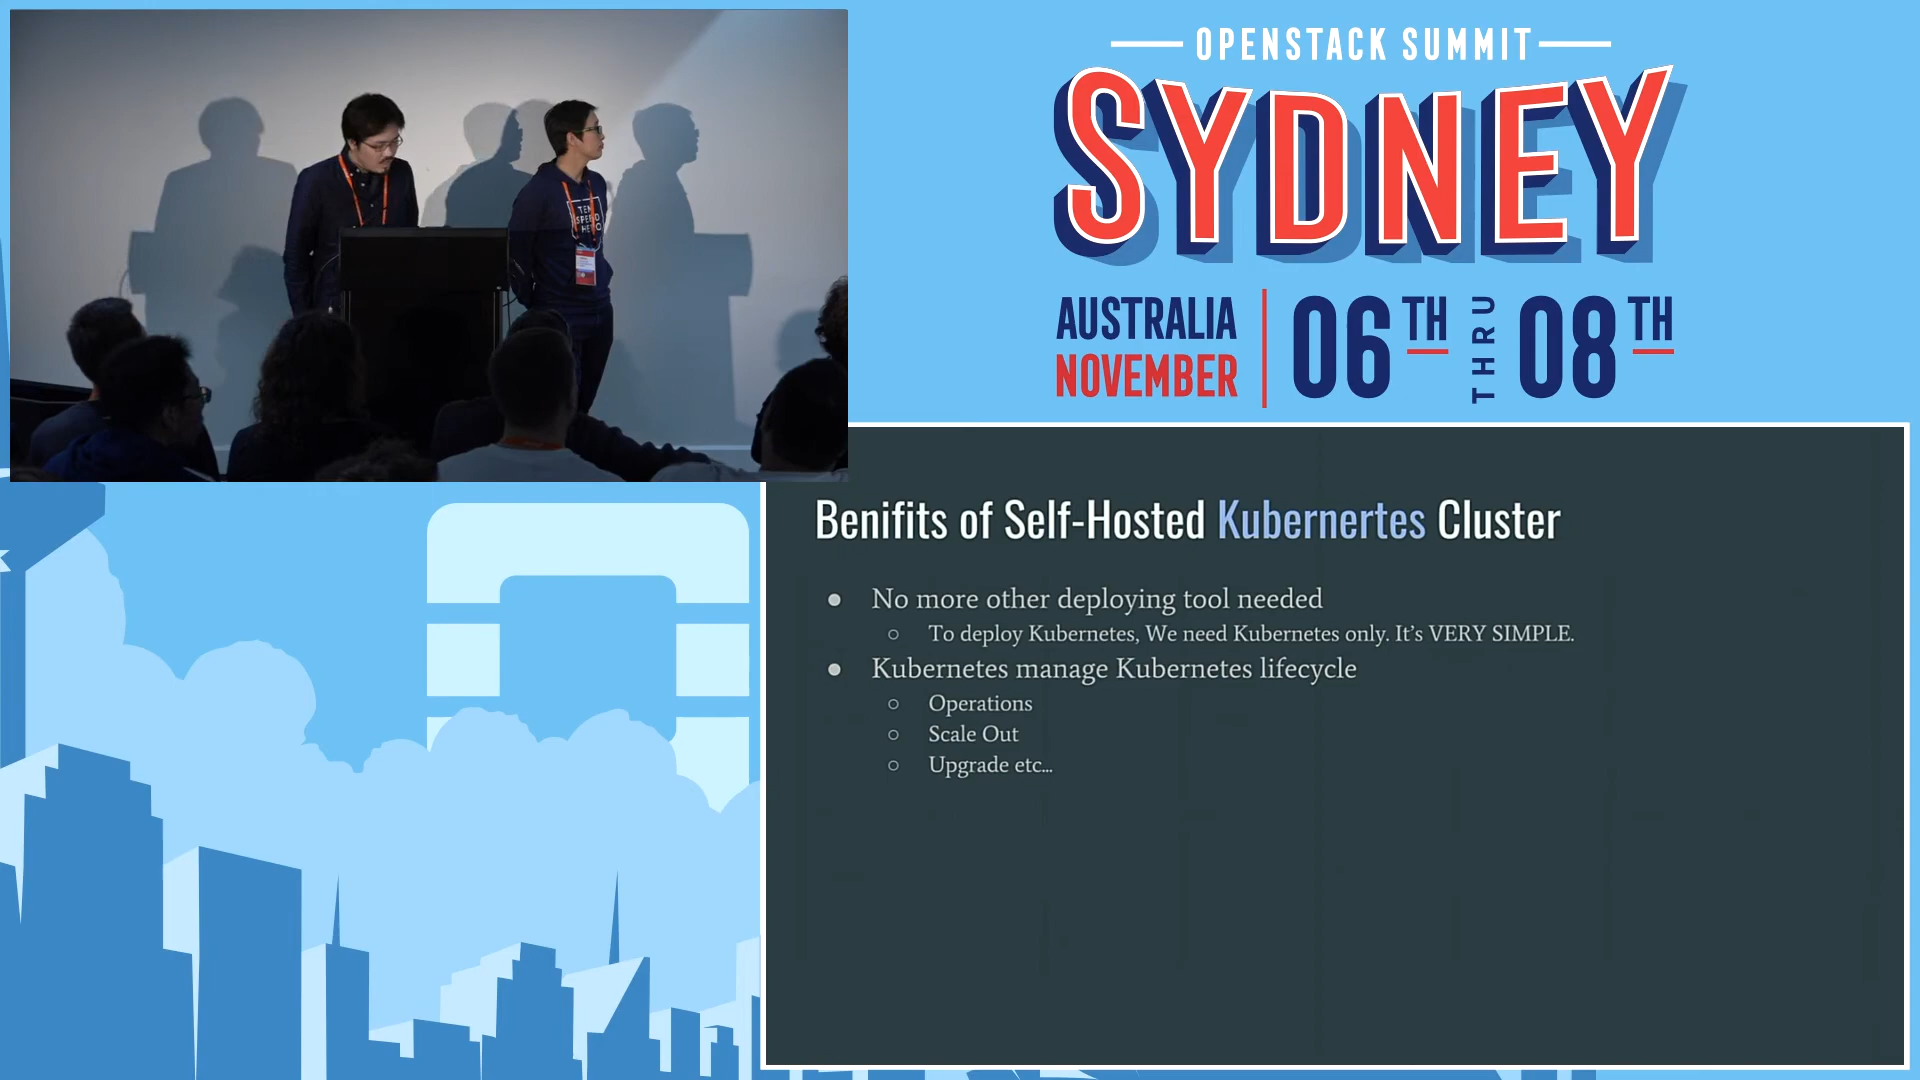 OPENSTACK SUMMIT
SYDNEY
AUSTRALIA
NOVEMBER
06TH THRU 08TH
Benifits of Self-Hosted Kubernertes Cluster
● No more other deploying tool needed
○ To deploy Kubernetes, We need Kubernetes only. It’s VERY SIMPLE.
● Kubernetes manage Kubernetes lifecycle
○ Operations
○ Scale Out
○ Upgrade etc...